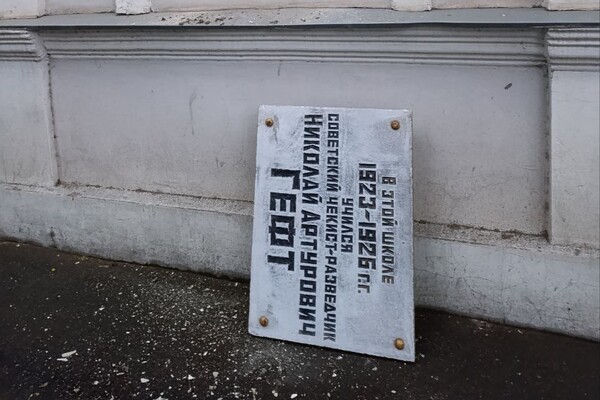 В ЭТОЙ ШКОЛЕ
1923-1926 г.г.
УЧИЛСЯ
СОВЕТСКИЙ ЧЕКИСТ-РАЗВЕДЧИК
НИКОЛАЙ АРТУРОВИЧ
ГЕФТ